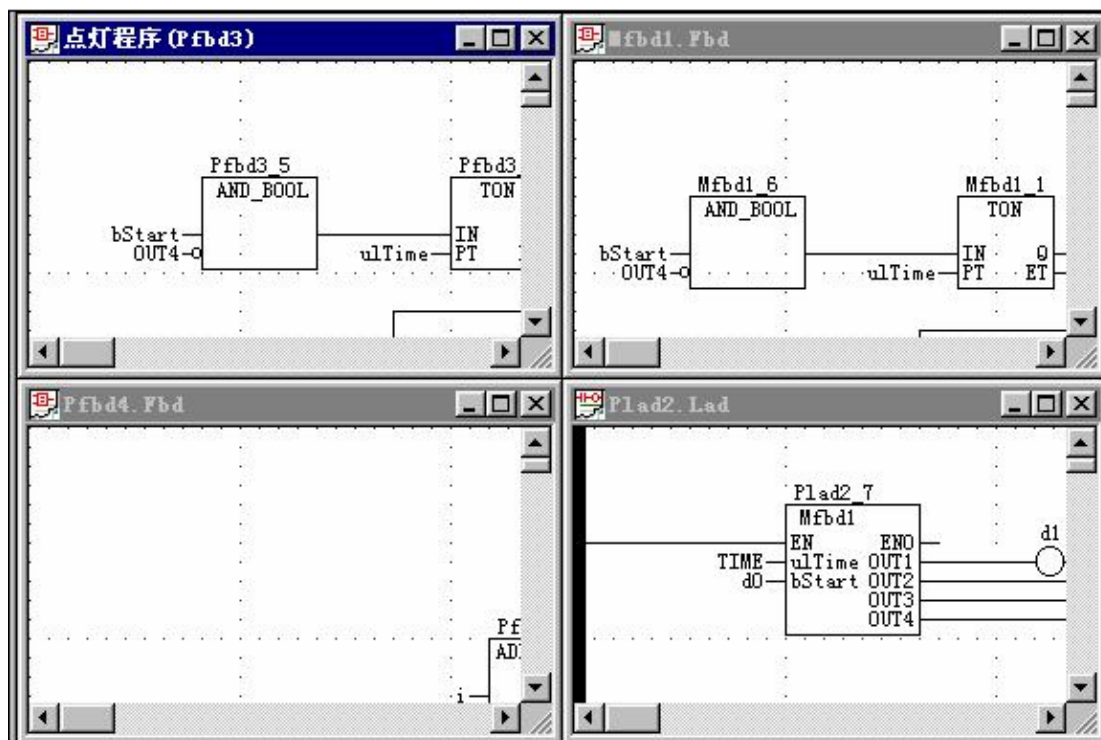 点灯程序(Pfbd3)
Pfbd3_5
Pfbd3_
AND_BOOL
TON
bStart
IN
OUT4
ulTime
PT
Mfbd1.Fbd
Mfbd1_6
Mfbd1_1
AND_BOOL
TON
bStart
IN
Q
OUT4
ulTime
PT
ET
Pfbd4.Fbd
Pf
AD
i
Plad2.Lad
Plad2_7
Mfbd1
d1
EN
ENO
TIME
ulTime
OUT1
d0
bStart
OUT2
OUT3
OUT4